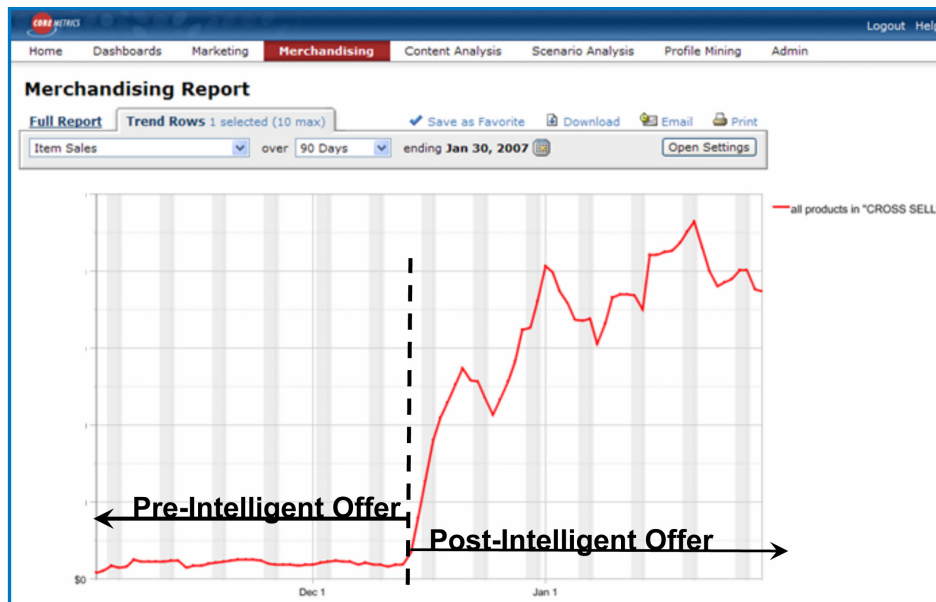 COREMETRICS
Logout Help
Home Dashboards Marketing Merchandising Content Analysis Scenario Analysis Profile Mining Admin
Merchandising Report
Full Report Trend Rows 1 selected (10 max) Save as Favorite Download Email Print
Item Sales over 90 Days ending Jan 30, 2007 Open Settings
all products in "CROSS SELL
Pre-Intelligent Offer
Post-Intelligent Offer
$0
Dec 1 Jan 1